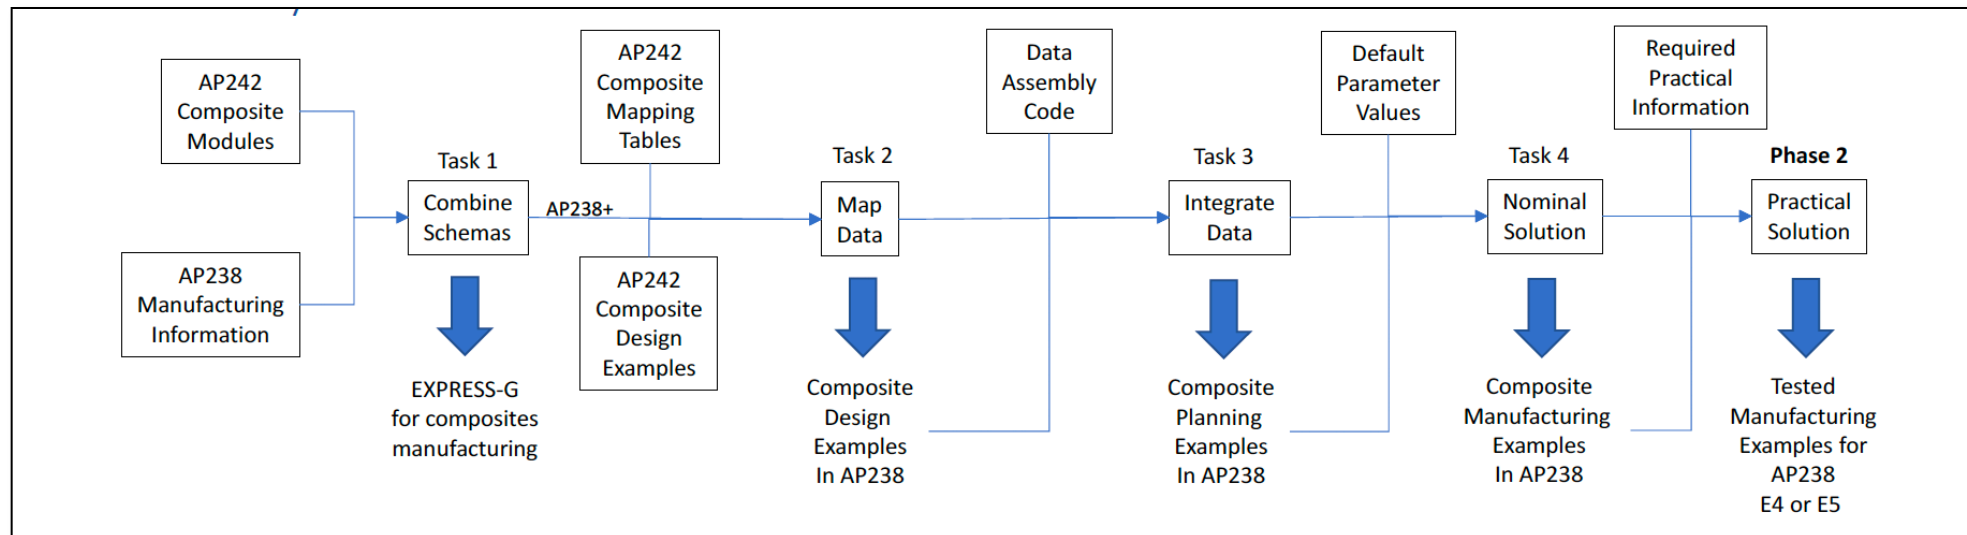 AP242
Composite
Modules
AP238
Manufacturing
Information
Task 1
Combine
Schemas
EXPRESS-G
for composites
manufacturing
AP238+
AP242
Composite
Mapping
Tables
AP242
Composite
Design
Examples
Task 2
Map
Data
Composite
Design
Examples
In AP238
Data
Assembly
Code
Task 3
Integrate
Data
Composite
Planning
Examples
In AP238
Default
Parameter
Values
Task 4
Nominal
Solution
Composite
Manufacturing
Examples
In AP238
Required
Practical
Information
Phase 2
Practical
Solution
Tested
Manufacturing
Examples for
AP238
E4 or E5